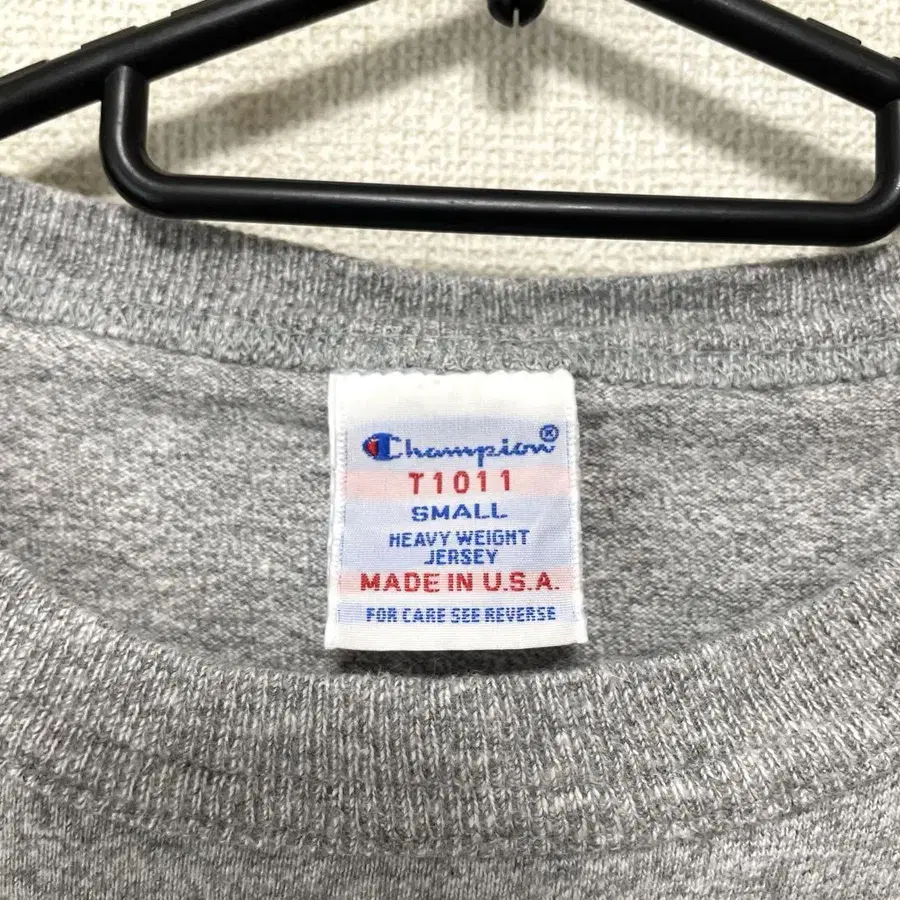 Champion®
T1011
SMALL
HEAVY WEIGHT
JERSEY
MADE IN U.S.A.
FOR CARE SEE REVERSE